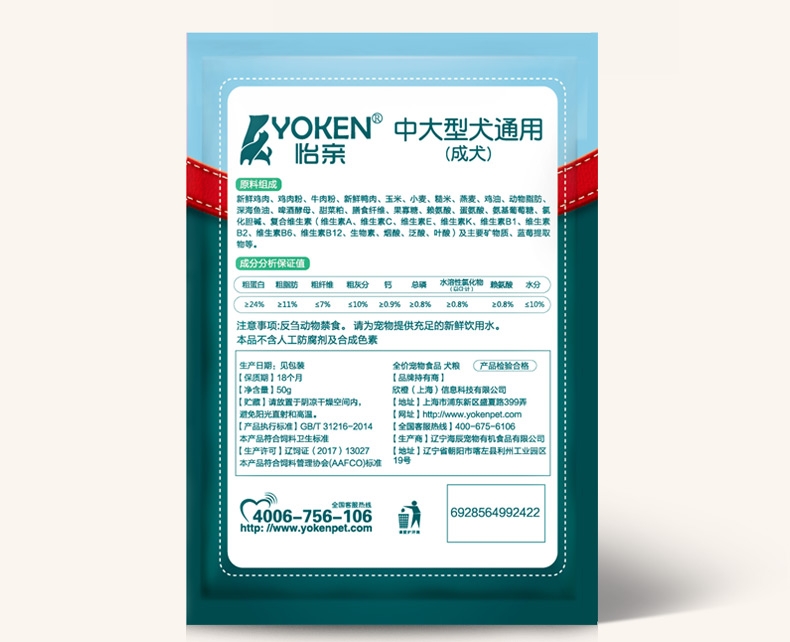 YOKEN®
怡亲
中大型犬通用
(成犬)
原料组成
新鲜鸡肉、鸡肉粉、牛肉粉、新鲜鸭肉、玉米、小麦、糙米、燕麦、鸡油、动物脂肪、
深海鱼油、啤酒酵母、甜菜粕、膳食纤维、果寡糖、赖氨酸、蛋氨酸、氨基葡萄糖、氯
化胆碱、复合维生素（维生素A、维生素C、维生素E、维生素K、维生素B1、维生素
B2、维生素B6、维生素B12、生物素、烟酸、泛酸、叶酸）及主要矿物质、蓝莓提取
物等。
成分分析保证值
粗蛋白 粗脂肪 粗纤维 粗灰分 钙 总磷 水溶性氯化物 赖氨酸 水分
≥24% ≥11% ≤7% ≤10% ≥0.9% ≥0.8% ≥0.8% ≥0.8% ≤10%
注意事项:反刍动物禁食。请为宠物提供充足的新鲜饮用水。
本品不含人工防腐剂及合成色素
生产日期：见包装
【保质期】18个月
【净含量】50g
【贮藏】请放置于阴凉干燥空间内，
避免阳光直射和高温。
【产品执行标准】GB/T 31216-2014
本产品符合饲料卫生标准
【生产许可】辽饲证（2017）13027
本产品符合饲料管理协会(AAFCO)标准
全价宠物食品 犬粮 产品检验合格
【品牌持有商】
欣橙（上海）信息科技有限公司
【地址】上海市浦东新区盛夏路399弄
【网址】http://www.yokenpet.com
【全国客服热线】400-675-6106
【生产商】辽宁海辰宠物有机食品有限公司
【地址】辽宁省朝阳市喀左县利州工业园区
19号
全国客服热线
4006-756-106
http: //www.yokenpet.com
6928564992422